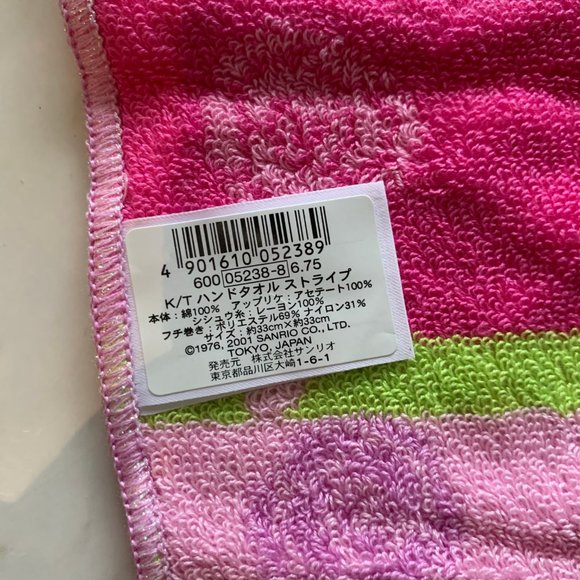 4 901610 052389
600 05238-8 6.75
K/T ハンドタオル ストライプ
本体：綿100% アップリケ：アセテート100%
シシュウ糸：レーヨン100%
フチ巻き：ポリエステル69% ナイロン31%
サイズ：約33cm×約33cm
©1976, 2001 SANRIO CO., LTD.
TOKYO, JAPAN
発売元 株式会社サンリオ
東京都品川区大崎1-6-1